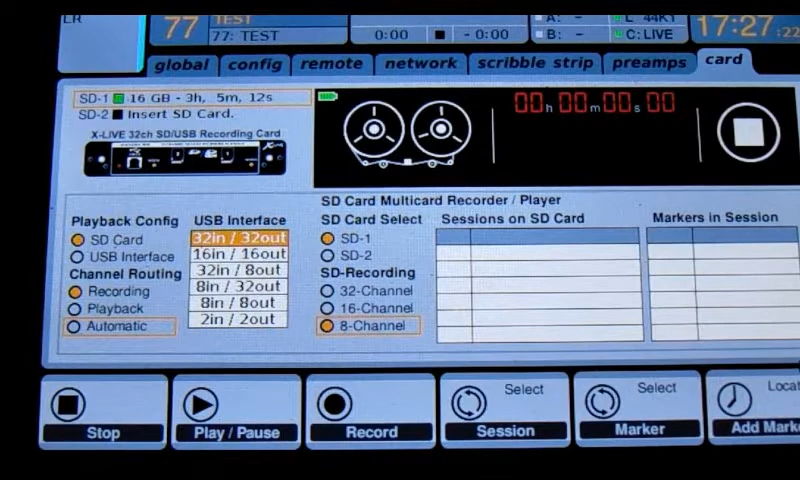 LR
77
TEST
77: TEST
0:00
- 0:00
A: -
B: -
L 44K1
C:LIVE
17:27:22
global
config
remote
network
scribble strip
preamps
card
SD-1 16 GB - 3h, 5m, 12s
SD-2 Insert SD Card.
X-LIVE 32ch SD/USB Recording Card
00h 00m 00s 00
SD Card Multicard Recorder / Player
Playback Config
SD Card
USB Interface
Channel Routing
Recording
Playback
Automatic
USB Interface
32in / 32out
16in / 16out
32in / 8out
8in / 32out
8in / 8out
2in / 2out
SD Card Select
SD-1
SD-2
SD-Recording
32-Channel
16-Channel
8-Channel
Sessions on SD Card
Markers in Session
Stop
Play / Pause
Record
Select
Session
Select
Marker
Locat
Add Marke